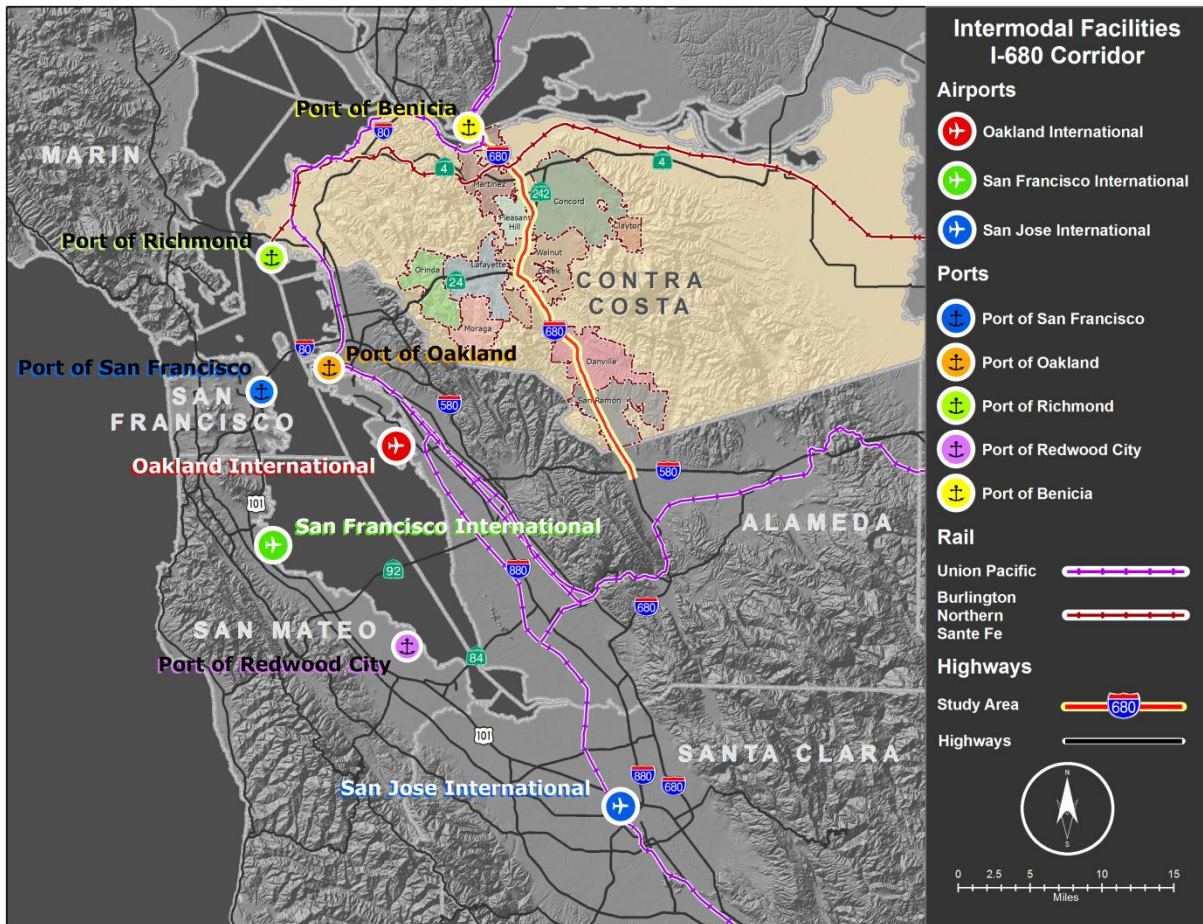 SOLANO
Port of Benicia
80
MARIN
680
4
4
Martinez
242
Concord
Pleasant
Hill
Clayton
Port of Richmond
Walnut
Creek
Orinda
Lafayette
24
CONTRA
COSTA
Moraga
680
80
Port of Oakland
Danville
Port of San Francisco
SAN
FRANCISCO
San Ramon
580
Oakland International
580
101
San Francisco International
ALAMEDA
92
880
680
SAN MATEO
Port of Redwood City
84
101
SANTA CLARA
San Jose International
880
680
Intermodal Facilities
I-680 Corridor
Airports
Oakland International
San Francisco International
San Jose International
Ports
Port of San Francisco
Port of Oakland
Port of Richmond
Port of Redwood City
Port of Benicia
Rail
Union Pacific
Burlington
Northern
Sante Fe
Highways
Study Area
680
Highways
N
S
0 2.5 5 10 15
Miles